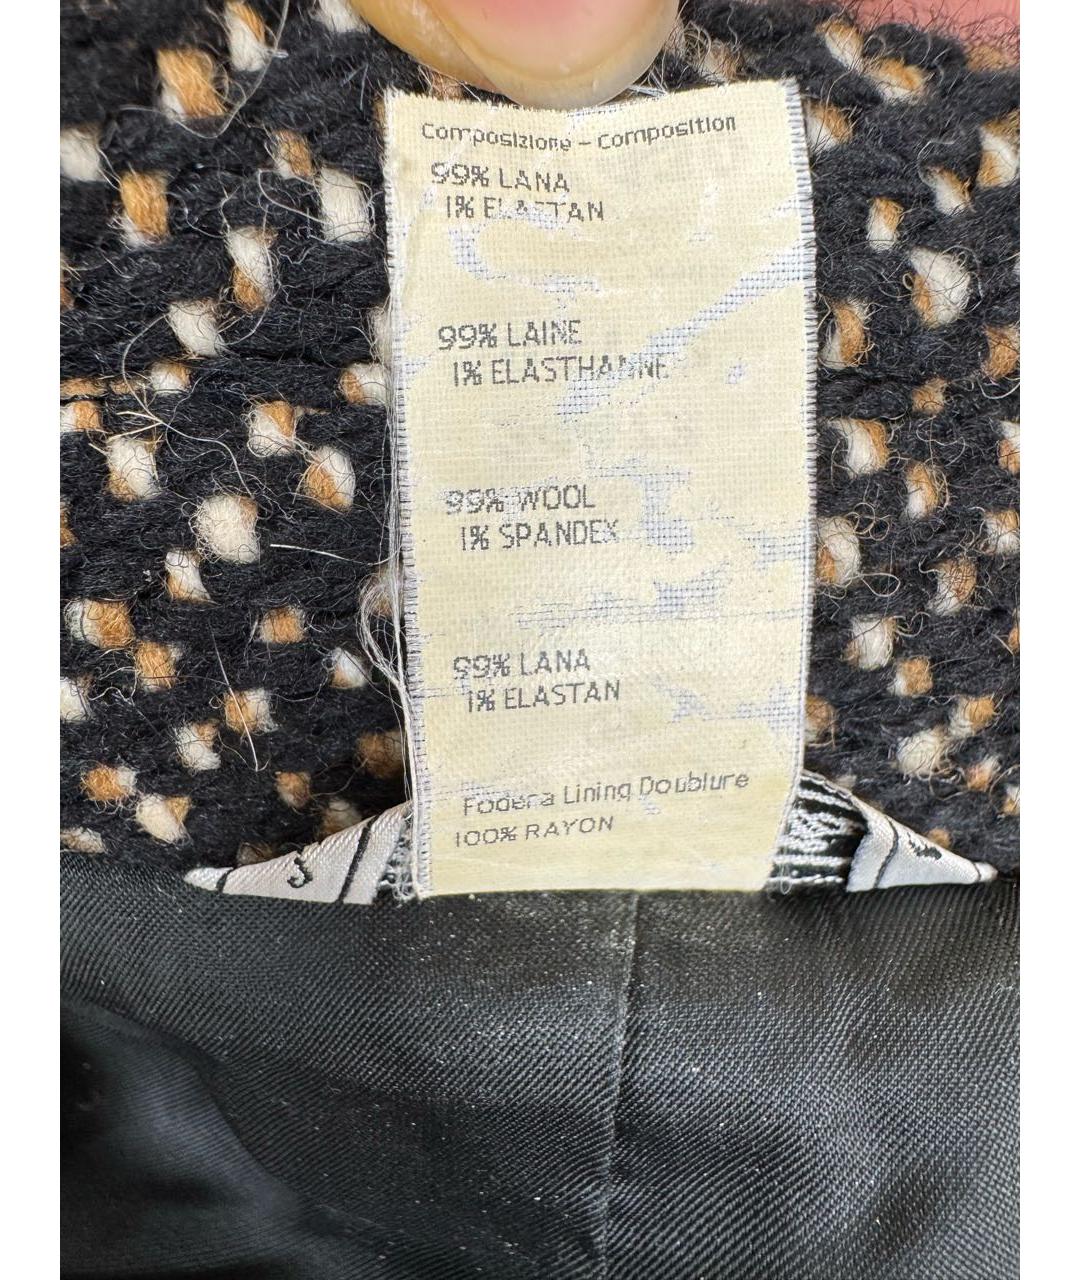 Composizione - Composition
99% LANA
1% ELASTAN
99% LAINE
1% ELASTHANNE
99% WOOL
1% SPANDEX
99% LANA
1% ELASTAN
Fodera Lining Doublure
100% RAYON